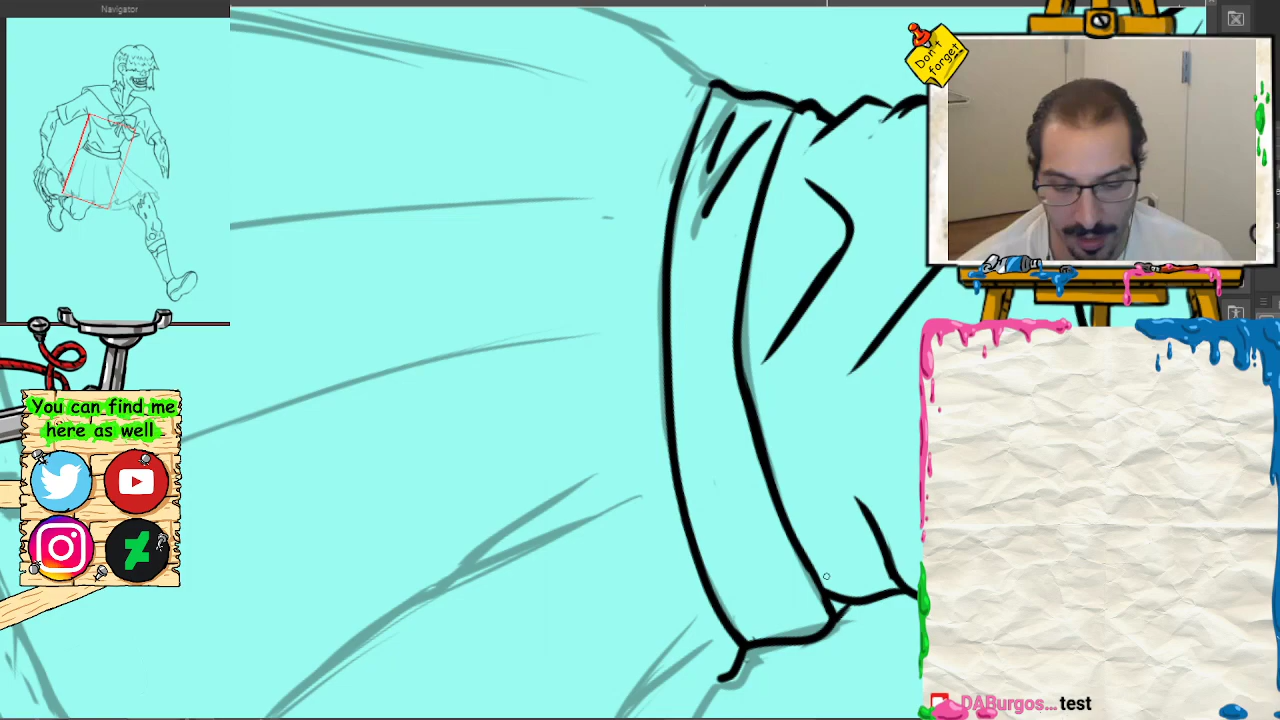 Navigator
Don't
forget
You can find me
here as well
DABurgos... test